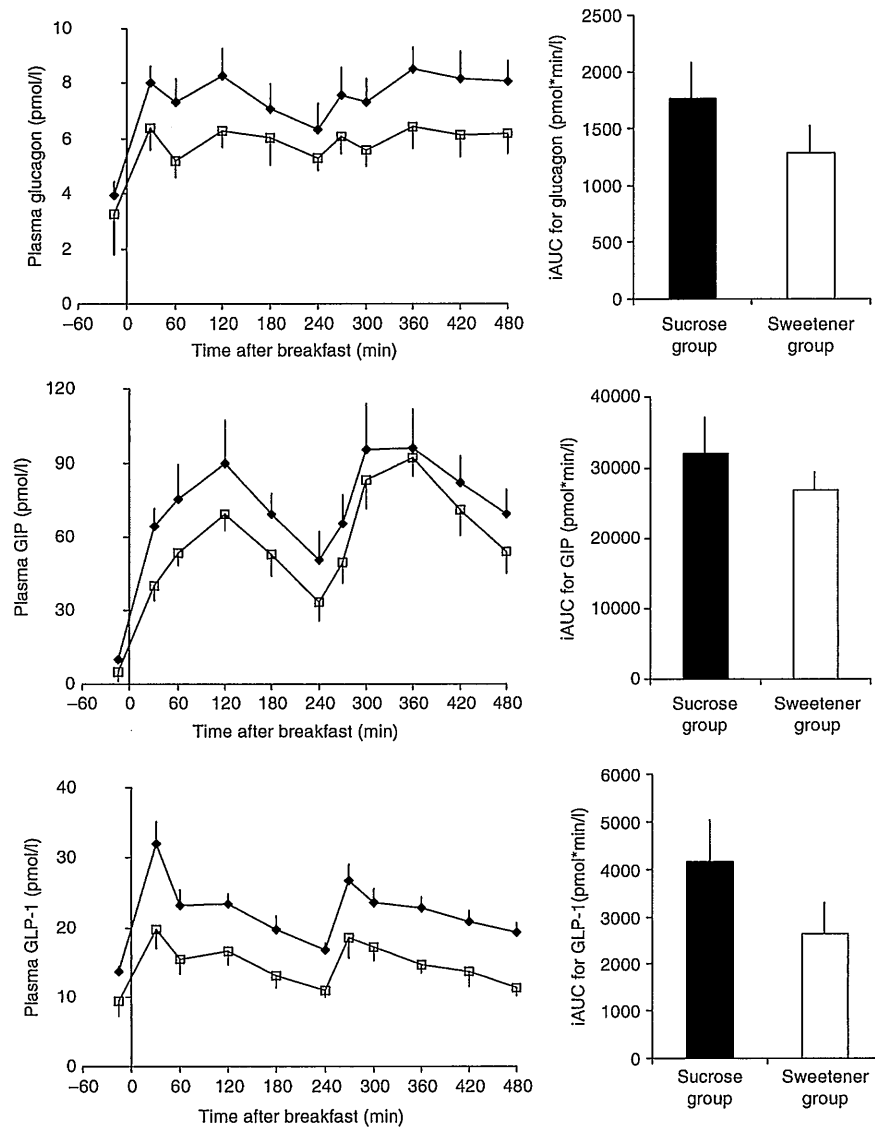 10
8
6
4
2
0
Plasma glucagon (pmol/l)
–60 0 60 120 180 240 300 360 420 480
Time after breakfast (min)
2500
2000
1500
1000
500
0
iAUC for glucagon (pmol*min/l)
Sucrose
group
Sweetener
group
120
90
60
30
0
Plasma GIP (pmol/l)
–60 0 60 120 180 240 300 360 420 480
Time after breakfast (min)
40000
30000
20000
10000
0
iAUC for GIP (pmol*min/l)
Sucrose
group
Sweetener
group
40
30
20
10
0
Plasma GLP-1 (pmol/l)
–60 0 60 120 180 240 300 360 420 480
Time after breakfast (min)
6000
5000
4000
3000
2000
1000
0
iAUC for GLP-1(pmol*min/l)
Sucrose
group
Sweetener
group